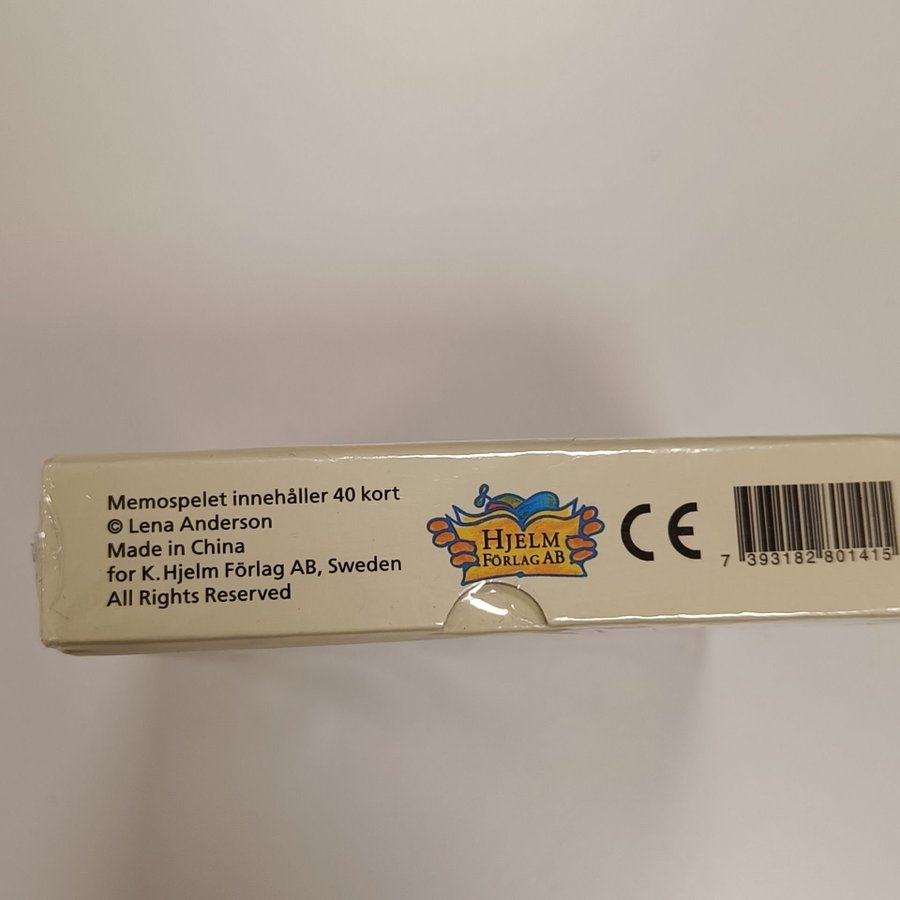 Memospelet innehåller 40 kort
© Lena Anderson
Made in China
for K.Hjelm Förlag AB, Sweden
All Rights Reserved
HJELM
FÖRLAG AB
CE
7 393182 801415